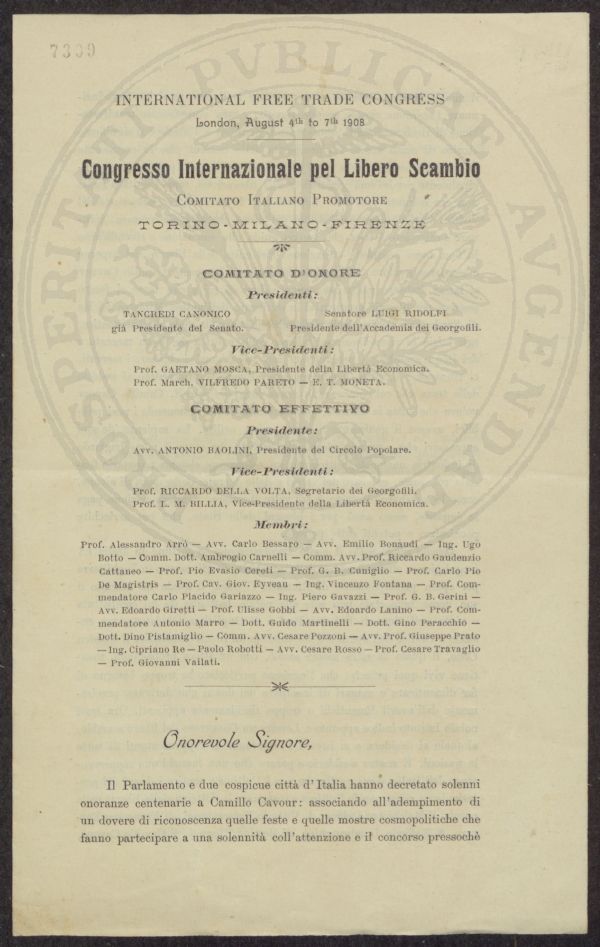 7309
PROSPERITATI PVBLICAE AVGENDAE
INTERNATIONAL FREE TRADE CONGRESS
London, August 4th to 7th 1908
Congresso Internazionale pel Libero Scambio
COMITATO ITALIANO PROMOTORE
TORINO - MILANO - FIRENZE
COMITATO D'ONORE
Presidenti:
TANCREDI CANONICO
già Presidente del Senato.
Senatore LUIGI RIDOLFI
Presidente dell'Accademia dei Georgofili.
Vice-Presidenti:
Prof. GAETANO MOSCA, Presidente della Libertà Economica.
Prof. March. VILFREDO PARETO — E. T. MONETA.
COMITATO EFFETTIVO
Presidente:
Avv. ANTONIO BAOLINI, Presidente del Circolo Popolare.
Vice-Presidenti:
Prof. RICCARDO DELLA VOLTA, Segretario dei Georgofili.
Prof. L. M. BILLIA, Vice-Presidente della Libertà Economica.
Membri:
Prof. Alessandro Arrò — Avv. Carlo Bessaro — Avv. Emilio Bonaudi — Ing. Ugo
Botto — Comm. Dott. Ambrogio Carnelli — Comm. Avv. Prof. Riccardo Gaudenzio
Cattaneo — Prof. Pio Evasio Cereti — Prof. G. B. Cuniglio — Prof. Carlo Pio
De Magistris — Prof. Cav. Giov. Eyveau — Ing. Vincenzo Fontana — Prof. Com-
mendatore Carlo Placido Gariazzo — Ing. Piero Gavazzi — Prof. G. B. Gerini —
Avv. Edoardo Giretti — Prof. Ulisse Gobbi — Avv. Edoardo Lanino — Prof. Com-
mendatore Antonio Marro — Dott. Guido Martinelli — Dott. Gino Peracchio —
Dott. Dino Pistamiglio — Comm. Avv. Cesare Pozzoni — Avv. Prof. Giuseppe Prato
— Ing. Cipriano Re — Paolo Robotti — Avv. Cesare Rosso — Prof. Cesare Travaglio
— Prof. Giovanni Vailati.
Onorevole Signore,
Il Parlamento e due cospicue città d'Italia hanno decretato solenni
onoranze centenarie a Camillo Cavour: associando all'adempimento di
un dovere di riconoscenza quelle feste e quelle mostre cosmopolitiche che
fanno partecipare a una solennità coll'attenzione e il concorso pressochè